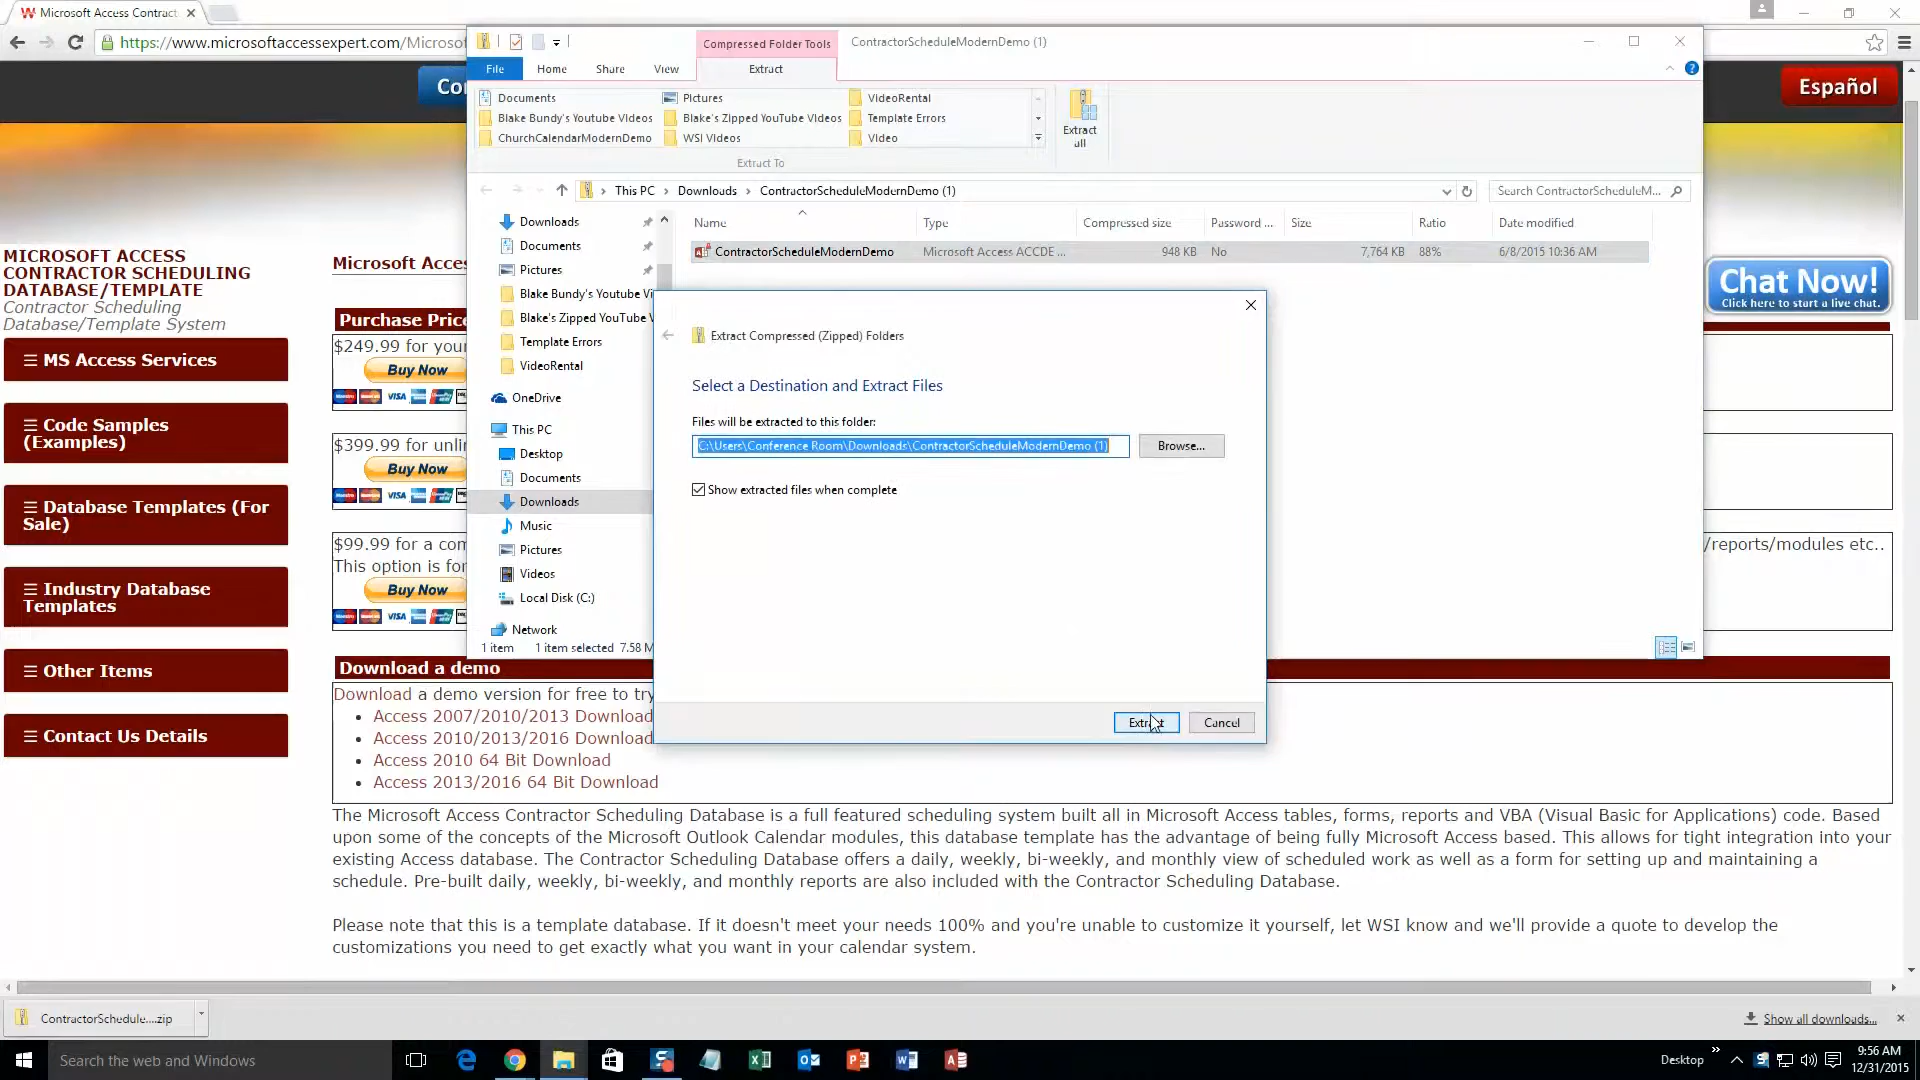 Microsoft Access Contract
https://www.microsoftaccessexpert.com/Microso
Compressed Folder Tools
ContractorScheduleModernDemo (1)
File
Home
Share
View
Extract
Documents
Pictures
VideoRental
Blake Bundy's Youtube Videos
Blake's Zipped YouTube Videos
Template Errors
ChurchCalendarModernDemo
WSI Videos
Video
Extract To
Extract
all
Español
This PC
Downloads
ContractorScheduleModernDemo (1)
Search ContractorScheduleM...
Name
Type
Compressed size
Password ...
Size
Ratio
Date modified
ContractorScheduleModernDemo
Microsoft Access ACCDE ...
948 KB
No
7,764 KB
88%
6/8/2015 10:36 AM
Downloads
Documents
Pictures
Blake Bundy's Youtube Vi
Blake's Zipped YouTube V
Template Errors
VideoRental
OneDrive
This PC
Desktop
Documents
Downloads
Music
Pictures
Videos
Local Disk (C:)
Network
1 item
1 item selected
7.58 M
Extract Compressed (Zipped) Folders
Select a Destination and Extract Files
Files will be extracted to this folder:
C:\Users\Conference Room\Downloads\ContractorScheduleModernDemo (1)
Browse...
Show extracted files when complete
Extract
Cancel
MICROSOFT ACCESS
CONTRACTOR SCHEDULING
DATABASE/TEMPLATE
Contractor Scheduling
Database/Template System
☰ MS Access Services
☰ Code Samples
(Examples)
☰ Database Templates (For
Sale)
☰ Industry Database
Templates
☰ Other Items
☰ Contact Us Details
Co
Microsoft Acces
Purchase Price
$249.99 for your
Buy Now
VISA
$399.99 for unlin
Buy Now
VISA
$99.99 for a com
/reports/modules etc..
This option is for
Buy Now
VISA
Chat Now!
Click here to start a live chat.
Download a demo
Download a demo version for free to try
• Access 2007/2010/2013 Download
• Access 2010/2013/2016 Download
• Access 2010 64 Bit Download
• Access 2013/2016 64 Bit Download
The Microsoft Access Contractor Scheduling Database is a full featured scheduling system built all in Microsoft Access tables, forms, reports and VBA (Visual Basic for Applications) code. Based
upon some of the concepts of the Microsoft Outlook Calendar modules, this database template has the advantage of being fully Microsoft Access based. This allows for tight integration into your
existing Access database. The Contractor Scheduling Database offers a daily, weekly, bi-weekly, and monthly view of scheduled work as well as a form for setting up and maintaining a
schedule. Pre-built daily, weekly, bi-weekly, and monthly reports are also included with the Contractor Scheduling Database.
Please note that this is a template database. If it doesn't meet your needs 100% and you're unable to customize it yourself, let WSI know and we'll provide a quote to develop the
customizations you need to get exactly what you want in your calendar system.
ContractorSchedule....zip
Show all downloads...
Search the web and Windows
Desktop
9:56 AM
12/31/2015